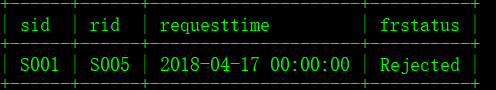 sid rid requesttime frstatus
S001 S005 2018-04-17 00:00:00 Rejected